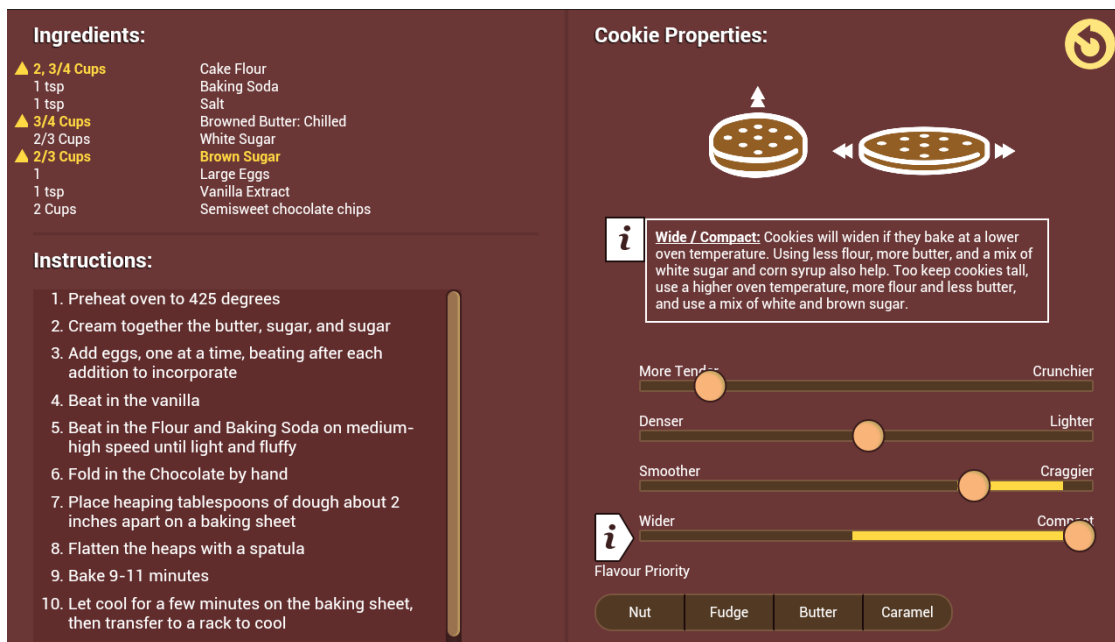 Ingredients:
2, 3/4 Cups Cake Flour
1 tsp Baking Soda
1 tsp Salt
3/4 Cups Browned Butter: Chilled
2/3 Cups White Sugar
2/3 Cups Brown Sugar
1 Large Eggs
1 tsp Vanilla Extract
2 Cups Semisweet chocolate chips
Instructions:
1. Preheat oven to 425 degrees
2. Cream together the butter, sugar, and sugar
3. Add eggs, one at a time, beating after each
addition to incorporate
4. Beat in the vanilla
5. Beat in the Flour and Baking Soda on medium-
high speed until light and fluffy
6. Fold in the Chocolate by hand
7. Place heaping tablespoons of dough about 2
inches apart on a baking sheet
8. Flatten the heaps with a spatula
9. Bake 9-11 minutes
10. Let cool for a few minutes on the baking sheet,
then transfer to a rack to cool
Cookie Properties:
i
Wide / Compact: Cookies will widen if they bake at a lower
oven temperature. Using less flour, more butter, and a mix of
white sugar and corn syrup also help. Too keep cookies tall,
use a higher oven temperature, more flour and less butter,
and use a mix of white and brown sugar.
More Tender Crunchier
Denser Lighter
Smoother Craggier
i
Wider Compact
Flavour Priority
Nut Fudge Butter Caramel